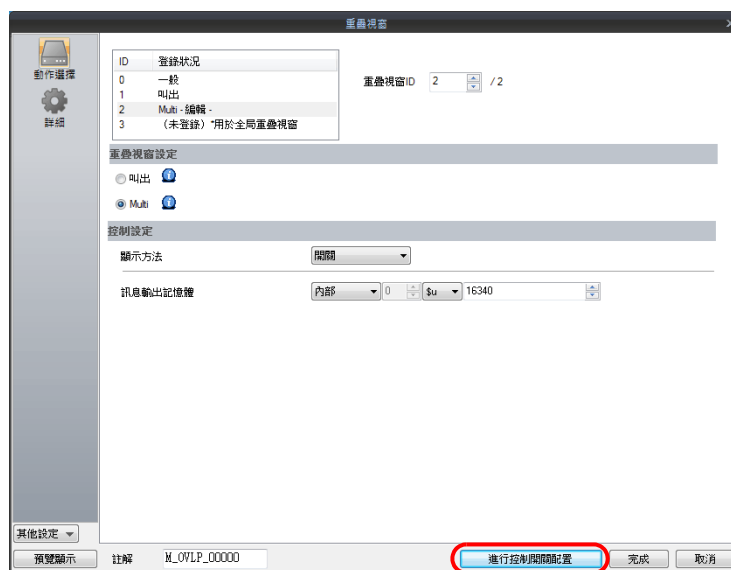 重疊視窗
動作選擇
詳細
ID 登錄狀況
0 一般
1 叫出
2 Multi - 編輯 -
3 (未登錄) *用於全局重疊視窗
重疊視窗ID 2 / 2
重疊視窗設定
叫出
Multi
控制設定
顯示方法 開關
訊息輸出記憶體 內部 0 $u 16340
其他設定
預覽顯示 註解 M_OVLP_00000 進行控制開關配置 完成 取消